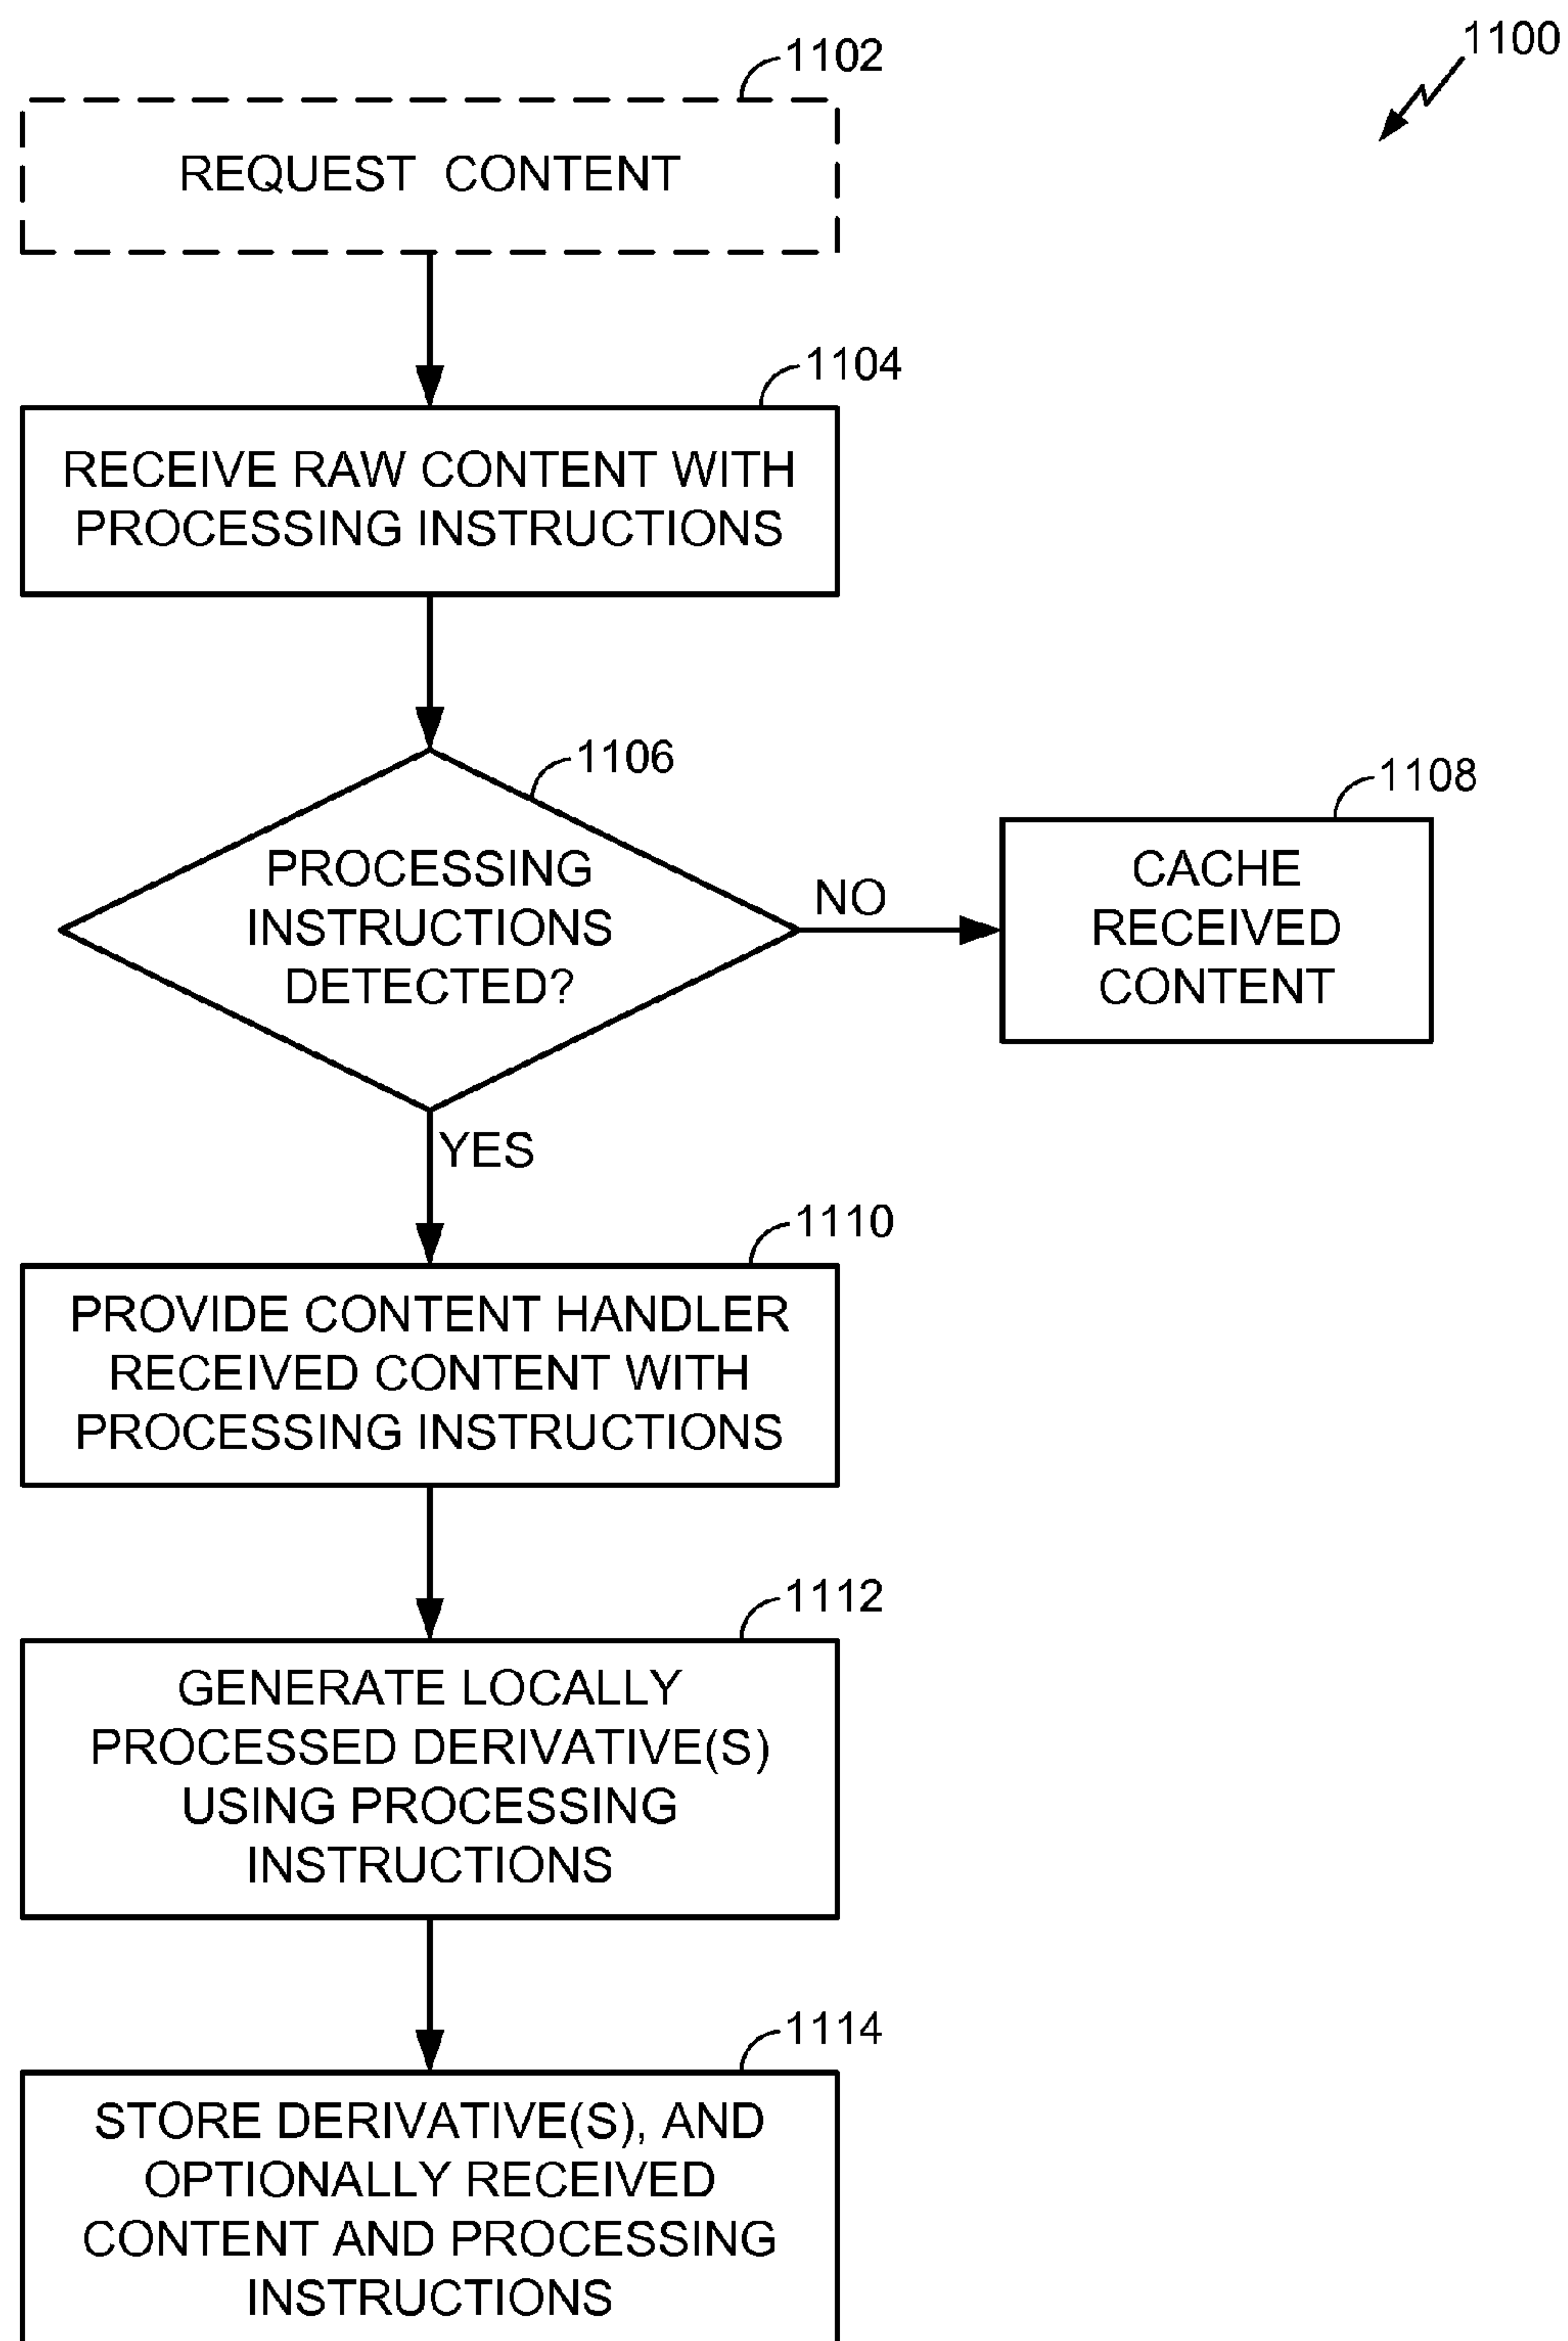 1100
1102
REQUEST CONTENT
1104
RECEIVE RAW CONTENT WITH
PROCESSING INSTRUCTIONS
1106
PROCESSING
INSTRUCTIONS
DETECTED?
NO
1108
CACHE
RECEIVED
CONTENT
YES
1110
PROVIDE CONTENT HANDLER
RECEIVED CONTENT WITH
PROCESSING INSTRUCTIONS
1112
GENERATE LOCALLY
PROCESSED DERIVATIVE(S)
USING PROCESSING
INSTRUCTIONS
1114
STORE DERIVATIVE(S), AND
OPTIONALLY RECEIVED
CONTENT AND PROCESSING
INSTRUCTIONS